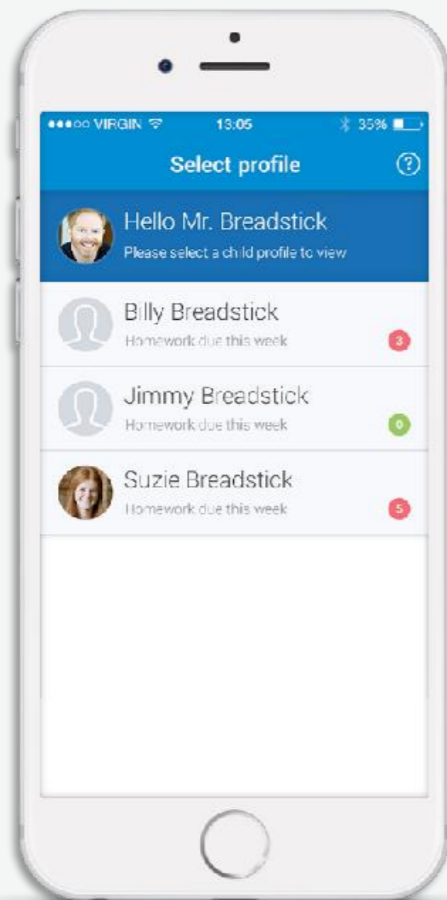 VIRGIN 13:05 35%
Select profile ?
Hello Mr. Breadstick
Please select a child profile to view
Billy Breadstick
Homework due this week 3
Jimmy Breadstick
Homework due this week 0
Suzie Breadstick
Homework due this week 5